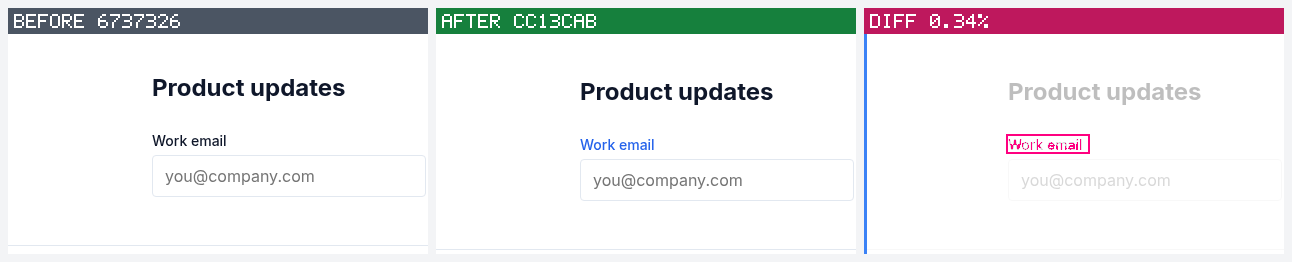 BEFORE 6737326
Product updates
Work email
you@company.com
AFTER CC13CAB
Product updates
Work email
you@company.com
DIFF 0.34%
Product updates
Work email
you@company.com